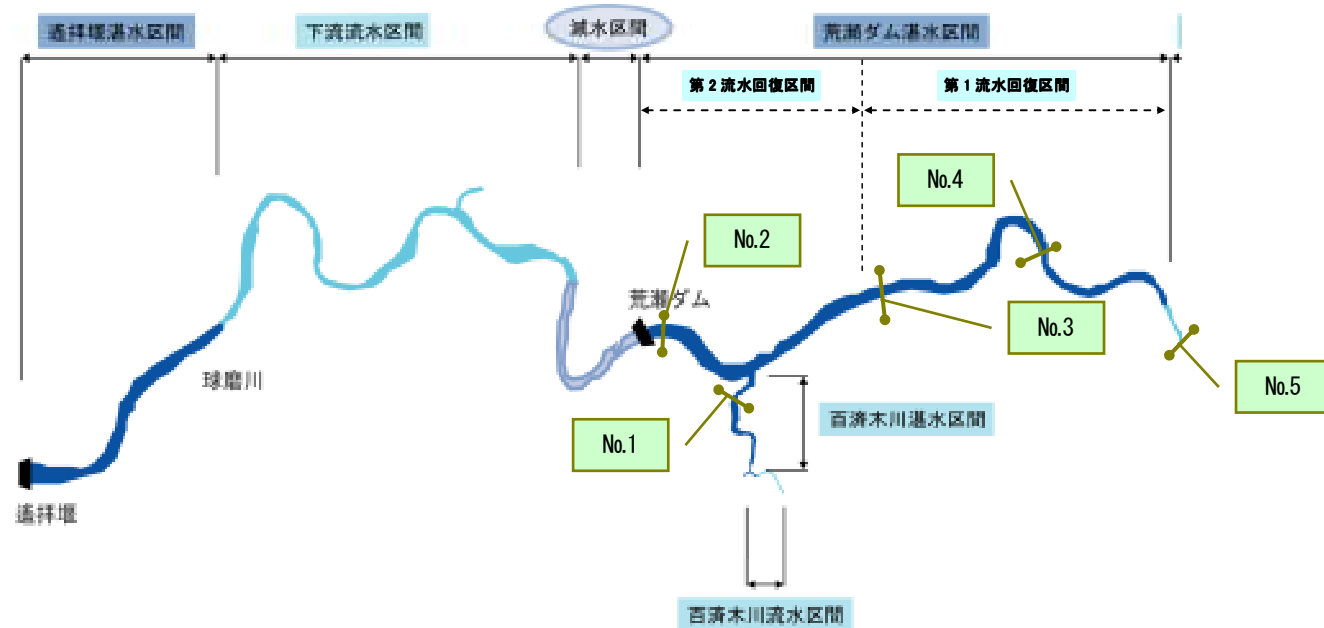 遙拝堰湛水区間
下流流水区間
減水区間
荒瀬ダム湛水区間
第2流水回復区間
第1流水回復区間
No.4
No.2
荒瀬ダム
No.3
球磨川
No.5
百済木川湛水区間
No.1
遙拝堰
百済木川流水区間